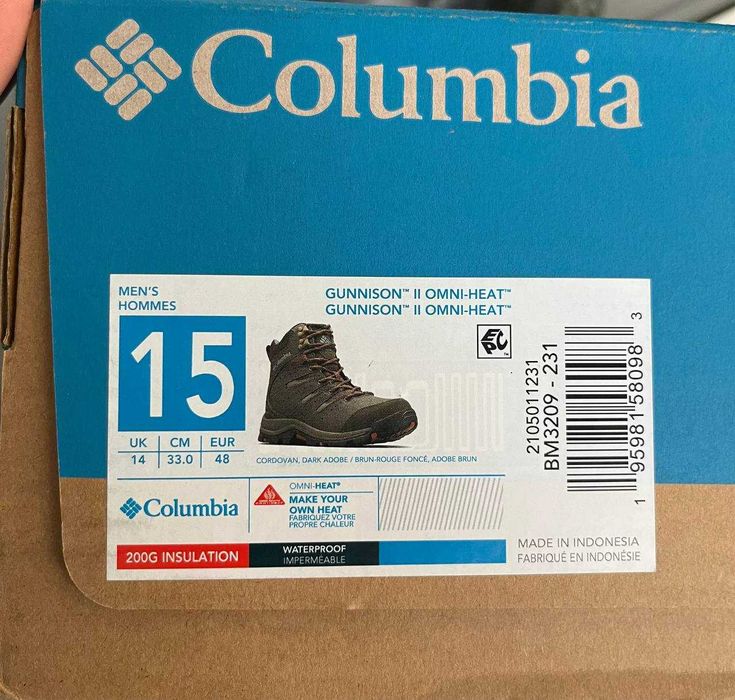 Columbia
MEN'S
HOMMES
GUNNISON™ II OMNI-HEAT™
GUNNISON™ II OMNI-HEAT™
15
UK CM EUR
14 33.0 48
EPC™
CORDOVAN, DARK ADOBE / BRUN-ROUGE FONCÉ, ADOBE BRUN
2105011231
BM3209 - 231
1 95981 58098 3
Columbia
OMNI-HEAT®
MAKE YOUR
OWN HEAT
FABRIQUEZ VOTRE
PROPRE CHALEUR
200G INSULATION
WATERPROOF
IMPERMÉABLE
MADE IN INDONESIA
FABRIQUÉ EN INDONÉSIE